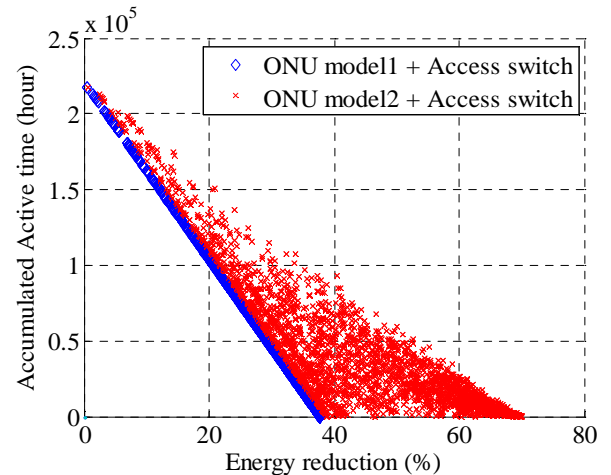 x 10^5
2.5
2
1.5
1
0.5
0
0 20 40 60 80
Accumulated Active time (hour)
Energy reduction (%)
ONU model1 + Access switch
ONU model2 + Access switch